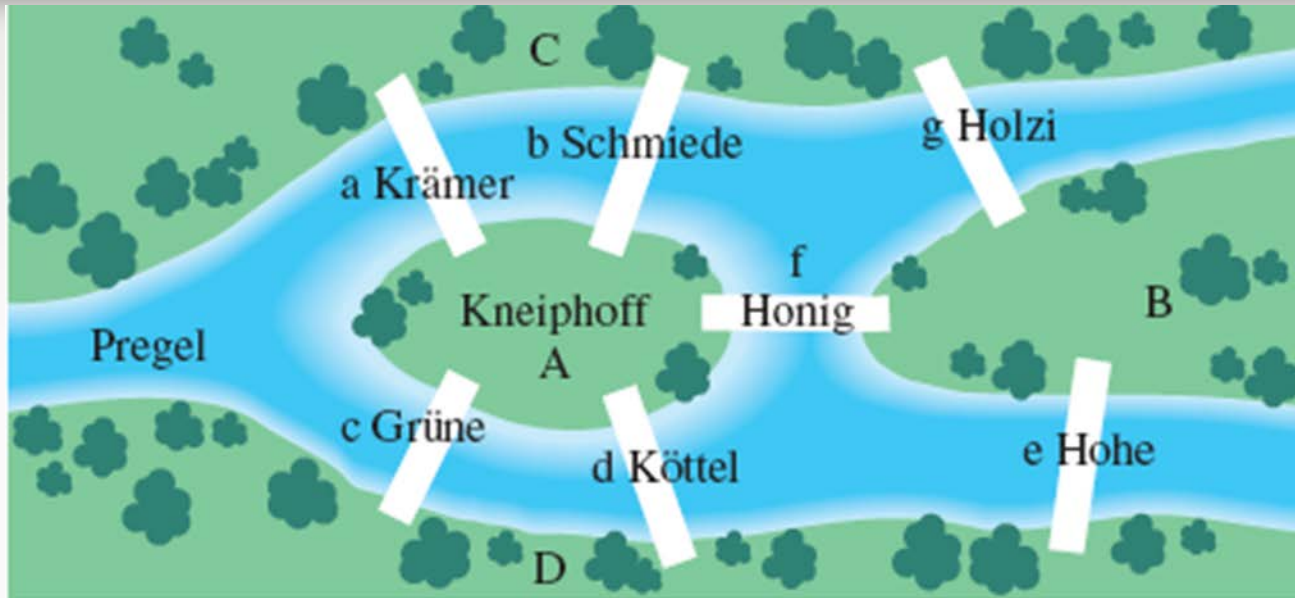 C
b Schmiede
g Holzi
a Krämer
f
Kneiphoff
Honig
B
Pregel
A
c Grüne
d Köttel
e Hohe
D